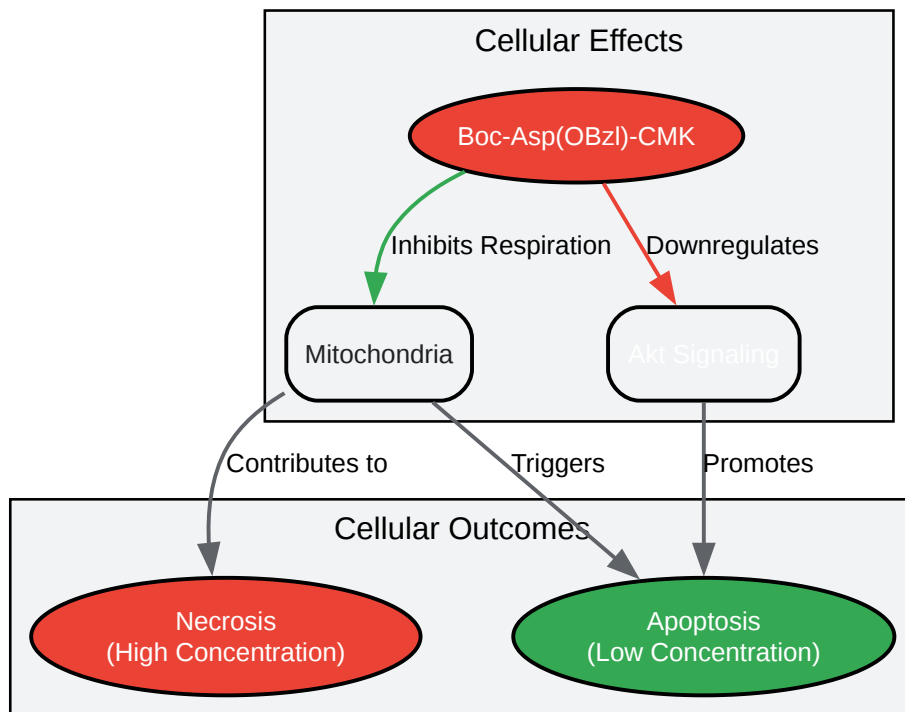 Cellular Effects
Boc-Asp(OBzl)-CMK
Inhibits Respiration
Downregulates
Mitochondria
Akt Signaling
Contributes to
Triggers
Promotes
Cellular Outcomes
Necrosis
(High Concentration)
Apoptosis
(Low Concentration)